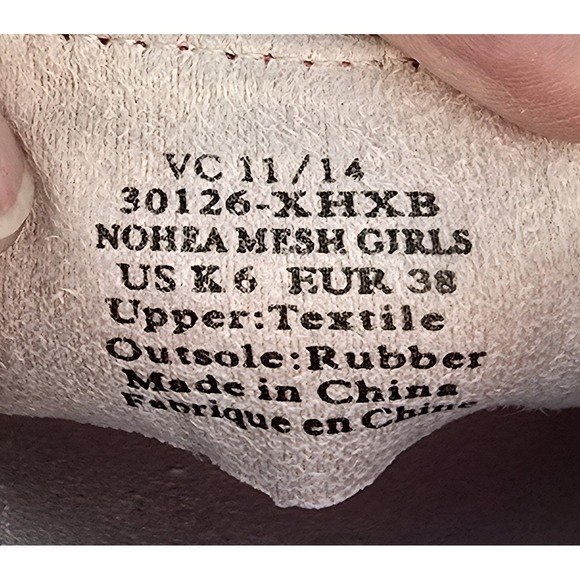 VC 11/14
30126-XHXB
NOHEA MESH GIRLS
US K 6 EUR 38
Upper:Textile
Outsole:Rubber
Made in China
Fabrique en Chine